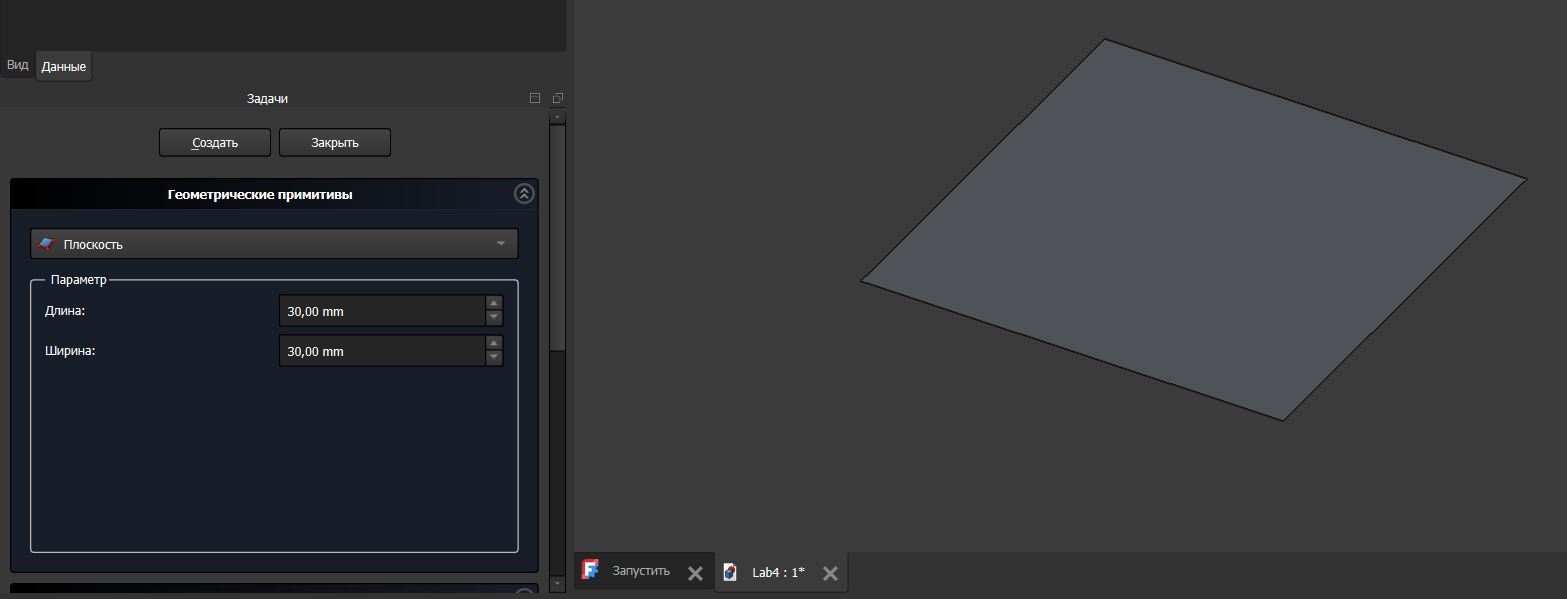 Вид Данные
Задачи
Создать Закрыть
Геометрические примитивы
Плоскость
Параметр
Длина: 30,00 mm
Ширина: 30,00 mm
Запустить Lab4 : 1*